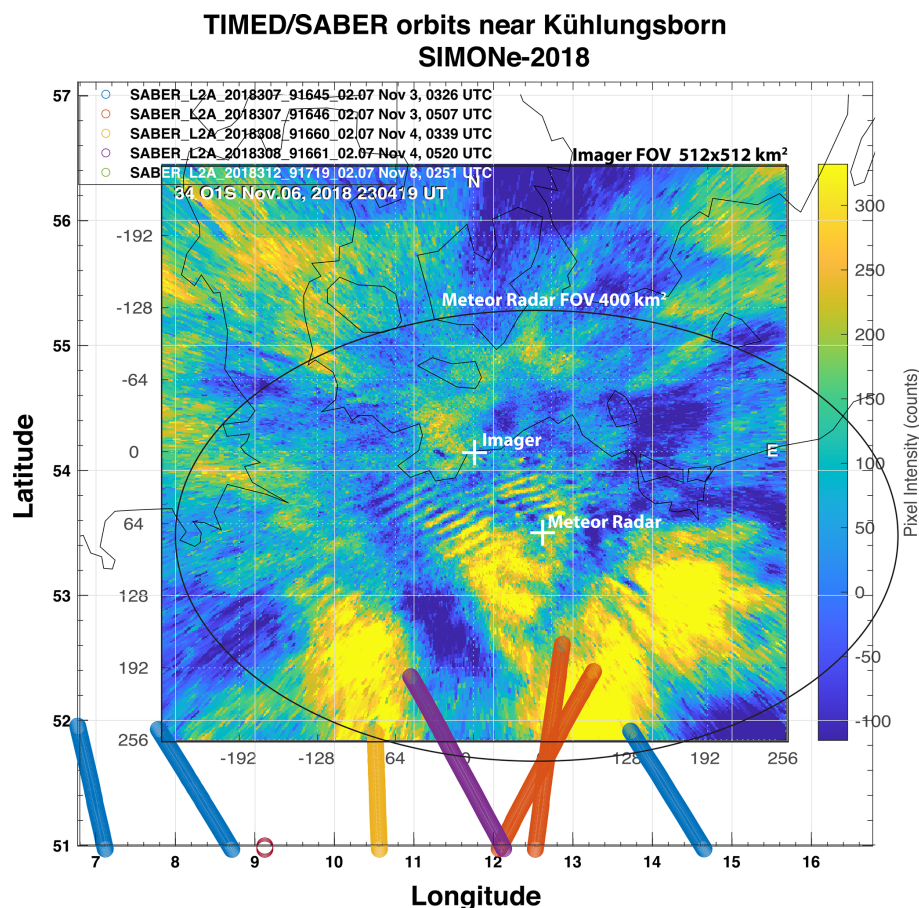 TIMED/SABER orbits near Kühlungsborn
SIMONe-2018
SABER_L2A_2018307_91645_02.07 Nov 3, 0326 UTC
SABER_L2A_2018307_91646_02.07 Nov 3, 0507 UTC
SABER_L2A_2018308_91660_02.07 Nov 4, 0339 UTC
SABER_L2A_2018308_91661_02.07 Nov 4, 0520 UTC
SABER_L2A_2018312_91719_02.07 Nov 8, 0251 UTC
Imager FOV 512x512 km²
34 O1S Nov.06, 2018 230419 UT
N
Meteor Radar FOV 400 km²
Imager
E
Meteor Radar
57
56
55
54
53
52
51
Latitude
-192
-128
-64
0
64
128
192
256
-192
-128
64
0
128
192
256
7 8 9 10 11 12 13 14 15 16
Longitude
300
250
200
150
100
50
0
-50
-100
Pixel Intensity (counts)